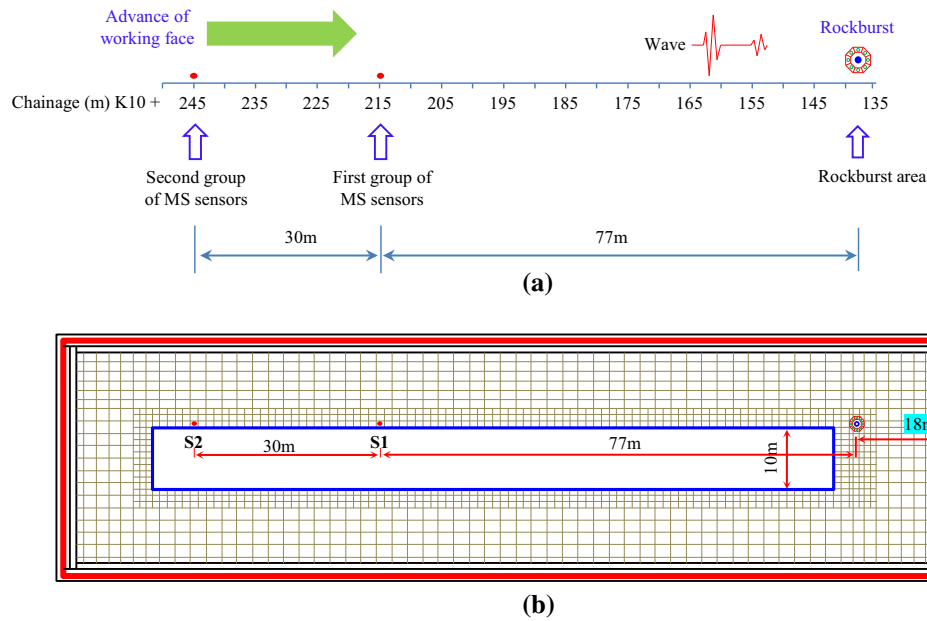 Advance of
working face
Wave
Rockburst
Chainage (m) K10 + 245 235 225 215 205 195 185 175 165 155 145 135
Second group
of MS sensors
First group of
MS sensors
Rockburst area
30m
77m
(a)
S2
S1
30m
77m
10m
(b)